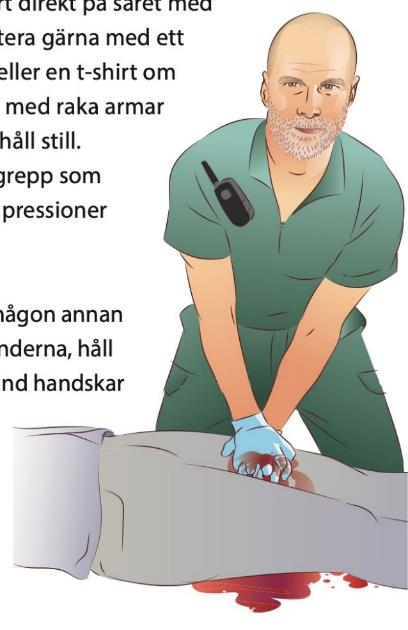 rt direkt på såret med
tera gärna med ett
eller en t-shirt om
med raka armar
håll still.
grepp som
pressioner
någon annan
nderna, håll
nd handskar